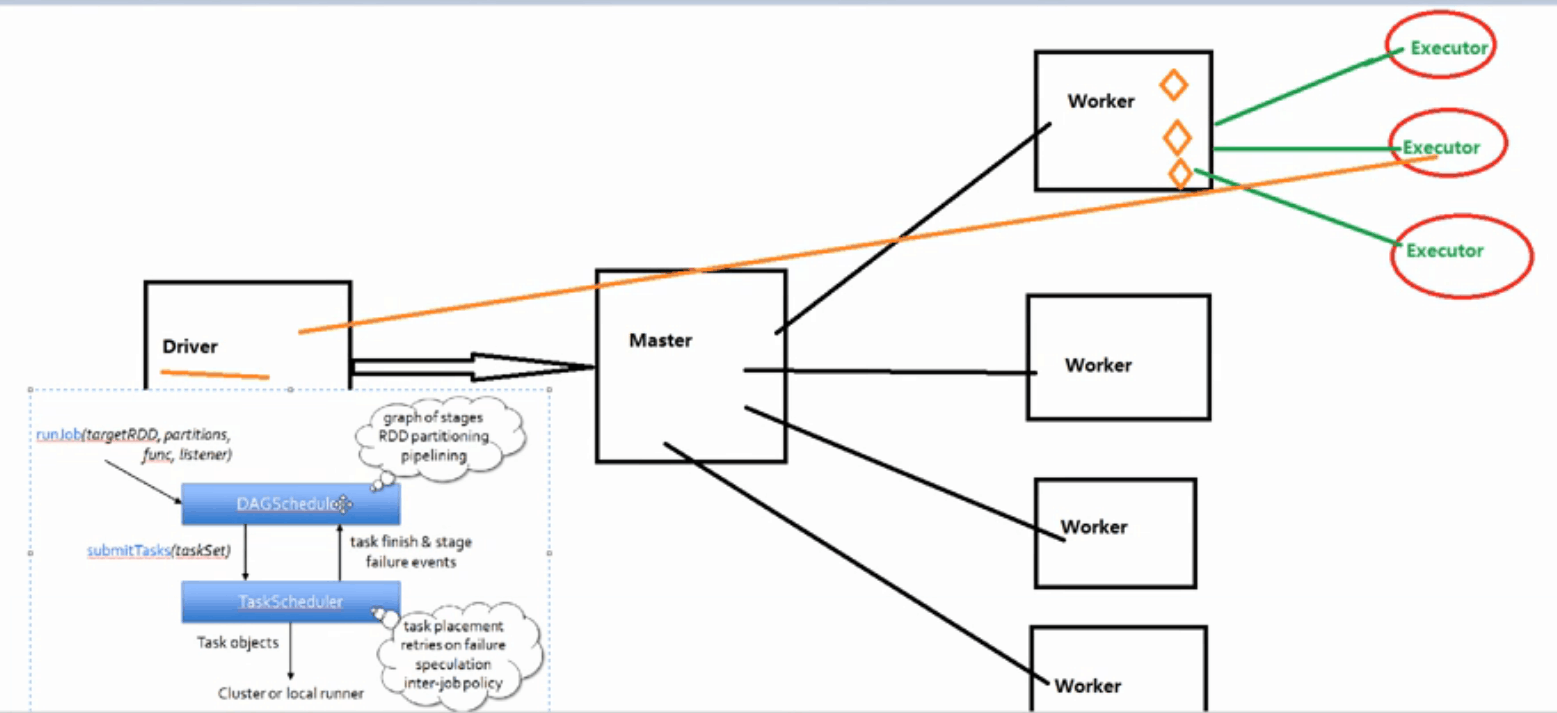 Executor
Worker
Executor
Executor
Driver
Master
Worker
Worker
Worker
runJob(targetRDD, partitions,
func, listener)
graph of stages
RDD partitioning
pipelining
submitTasks(taskSet)
task finish & stage
failure events
TaskScheduler
Task objects
task placement
retries on failure
speculation
inter-job policy
Cluster or local runner